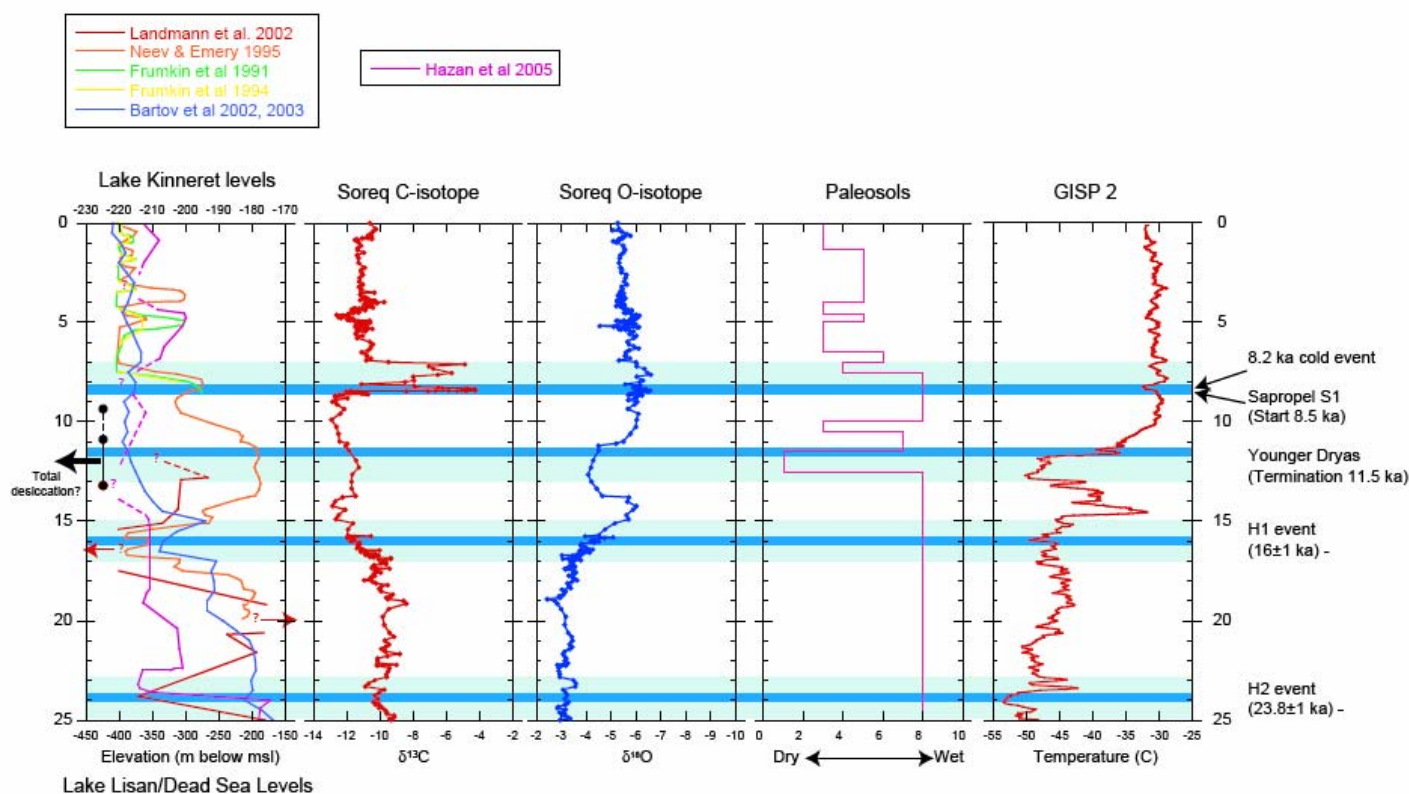 Landmann et al. 2002
Neev & Emery 1995
Frumkin et al 1991
Frumkin et al 1994
Bartov et al 2002, 2003
Hazan et al 2005
Lake Kinneret levels
-230 -220 -210 -200 -190 -180 -170
Soreq C-isotope
Soreq O-isotope
Paleosols
GISP 2
0
5
10
15
20
25
Total
desiccation?
?
?
?
?
?
?
?
0
5
10
15
20
25
8.2 ka cold event
Sapropel S1
(Start 8.5 ka)
Younger Dryas
(Termination 11.5 ka)
H1 event
(16±1 ka) -
H2 event
(23.8±1 ka) -
-450 -400 -350 -300 -250 -200 -150
Elevation (m below msl)
Lake Lisan/Dead Sea Levels
-14 -12 -10 -8 -6 -4 -2
δ¹³C
-2 -3 -4 -5 -6 -7 -8 -9 -10
δ¹⁸O
0 2 4 6 8 10
Dry Wet
-55 -50 -45 -40 -35 -30 -25
Temperature (C)